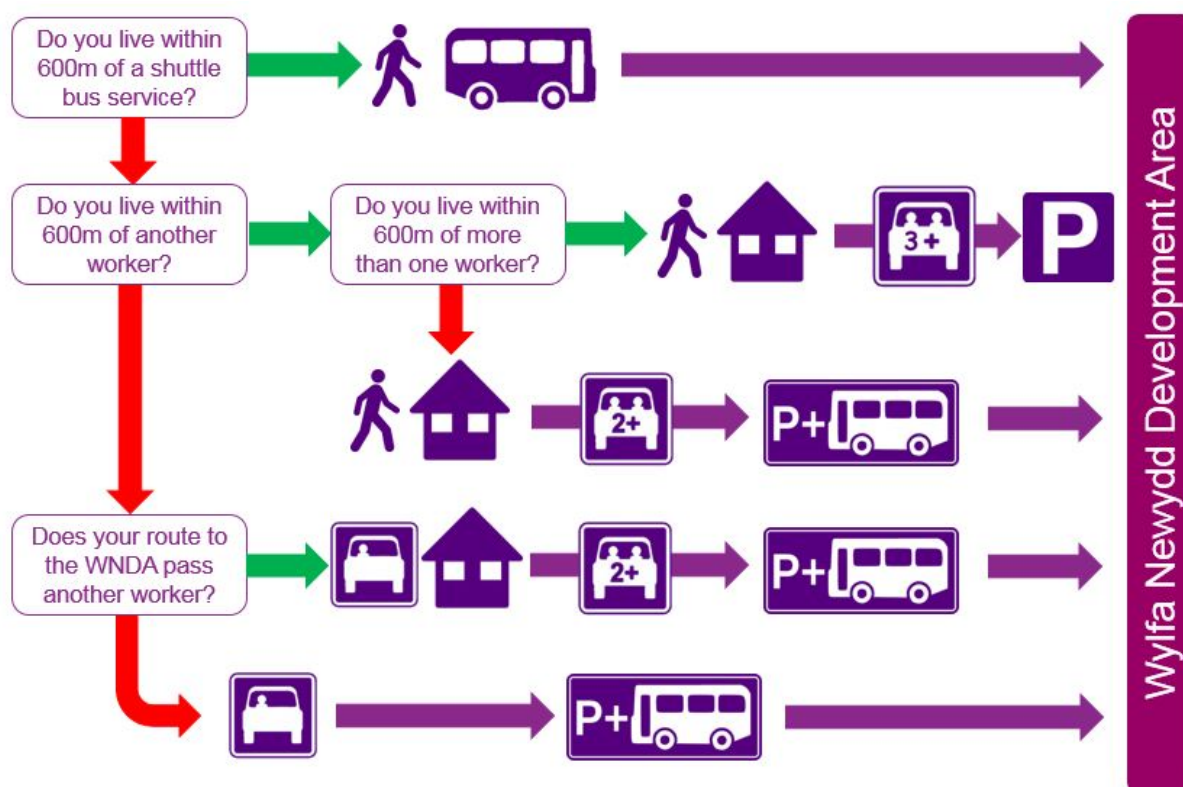 Do you live within
600m of a shuttle
bus service?
Do you live within
600m of another
worker?
Do you live within
600m of more
than one worker?
3+
P
2+
P+
Does your route to
the WNDA pass
another worker?
2+
P+
P+
Wylfa Newydd Development Area